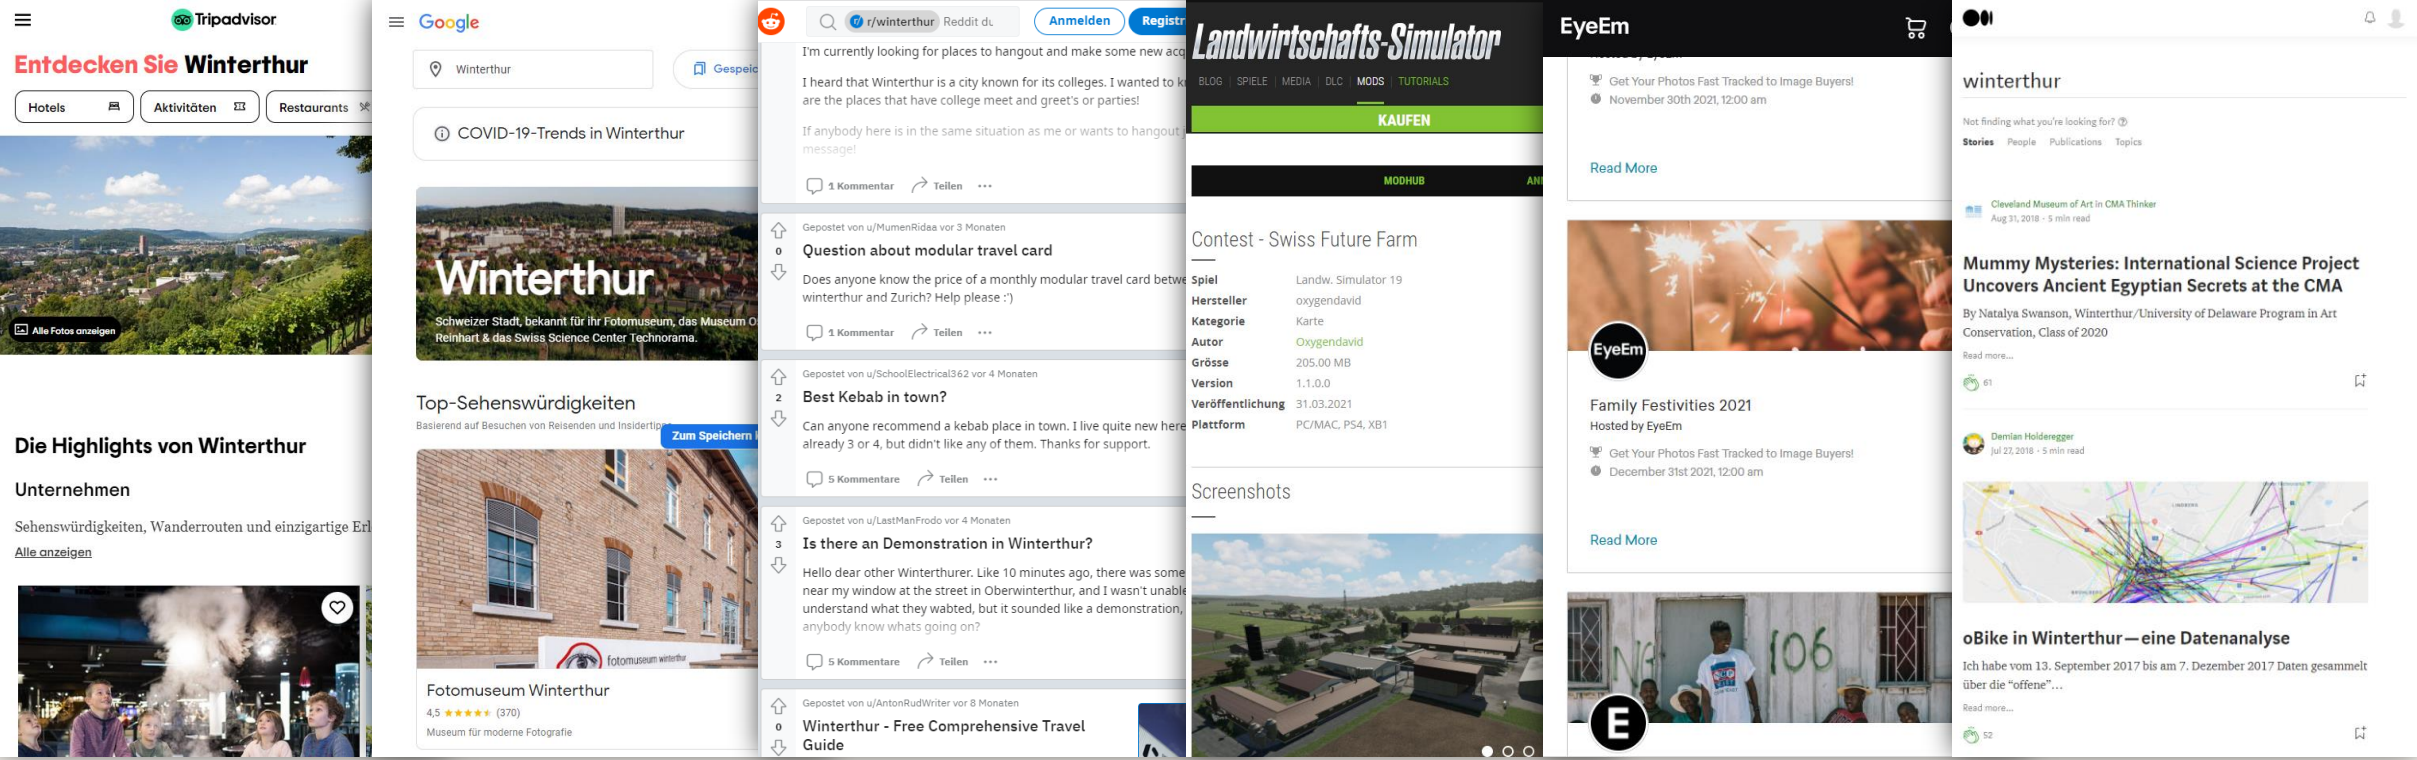 Tripadvisor
Entdecken Sie Winterthur
Hotels
Aktivitäten
Restaurants
Alle Fotos anzeigen
Die Highlights von Winterthur
Unternehmen
Sehenswürdigkeiten, Wanderrouten und einzigartige Erl
Alle anzeigen
Google
Winterthur
Gespeic
COVID-19-Trends in Winterthur
Winterthur
Schweizer Stadt, bekannt für ihr Fotomuseum, das Museum O
Reinhart & das Swiss Science Center Technorama.
Top-Sehenswürdigkeiten
Basierend auf Besuchen von Reisenden und Insidertipps
Zum Speichern
fotomuseum winterthur
Fotomuseum Winterthur
4,5 (370)
Museum für moderne Fotografie
r/winterthur Reddit du
Anmelden
Registr
I'm currently looking for places to hangout and make some new acq
I heard that Winterthur is a city known for its colleges. I wanted to k
are the places that have college meet and greet's or parties!
If anybody here is in the same situation as me or wants to hangout
message!
1 Kommentar Teilen ...
Gepostet von u/MumenRidaa vor 3 Monaten
0
Question about modular travel card
Does anyone know the price of a monthly modular travel card betwe
winterthur and Zurich? Help please :')
1 Kommentar Teilen ...
Gepostet von u/SchoolElectrical362 vor 4 Monaten
2
Best Kebab in town?
Can anyone recommend a kebab place in town. I live quite new here
already 3 or 4, but didn't like any of them. Thanks for support.
5 Kommentare Teilen ...
Gepostet von u/LastManFrodo vor 4 Monaten
3
Is there an Demonstration in Winterthur?
Hello dear other Winterthurer. Like 10 minutes ago, there was some
near my window at the street in Oberwinterthur, and I wasn't unable
understand what they wabted, but it sounded like a demonstration,
anybody know whats going on?
5 Kommentare Teilen ...
Gepostet von u/AntonRudWriter vor 8 Monaten
0
Winterthur - Free Comprehensive Travel
Guide
Landwirtschafts-Simulator
BLOG SPIELE MEDIA DLC MODS TUTORIALS
KAUFEN
MODHUB
Contest - Swiss Future Farm
Spiel Landw. Simulator 19
Hersteller oxygendavid
Kategorie Karte
Autor Oxygendavid
Grösse 205.00 MB
Version 1.1.0.0
Veröffentlichung 31.03.2021
Plattform PC/MAC, PS4, XB1
Screenshots
EyeEm
Get Your Photos Fast Tracked to Image Buyers!
November 30th 2021, 12:00 am
Read More
EyeEm
Family Festivities 2021
Hosted by EyeEm
Get Your Photos Fast Tracked to Image Buyers!
December 31st 2021, 12:00 am
Read More
106
E
winterthur
Not finding what you're looking for?
Stories People Publications Topics
Cleveland Museum of Art in CMA Thinker
Aug 31, 2018 · 5 min read
Mummy Mysteries: International Science Project
Uncovers Ancient Egyptian Secrets at the CMA
By Natalya Swanson, Winterthur/University of Delaware Program in Art
Conservation, Class of 2020
Read more...
61
Demian Holderegger
Jul 27, 2018 · 5 min read
oBike in Winterthur — eine Datenanalyse
Ich habe vom 13. September 2017 bis am 7. Dezember 2017 Daten gesammelt
über die “offene”…
Read more...
52